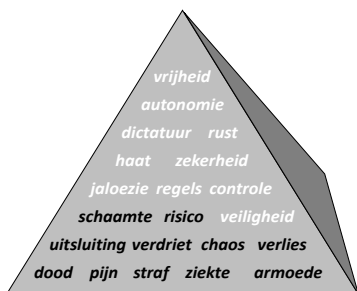 vrijheid
autonomie
dictatuur rust
haat zekerheid
jaloezie regels controle
schaamte risico veiligheid
uitsluiting verdriet chaos verlies
dood pijn straf ziekte armoede